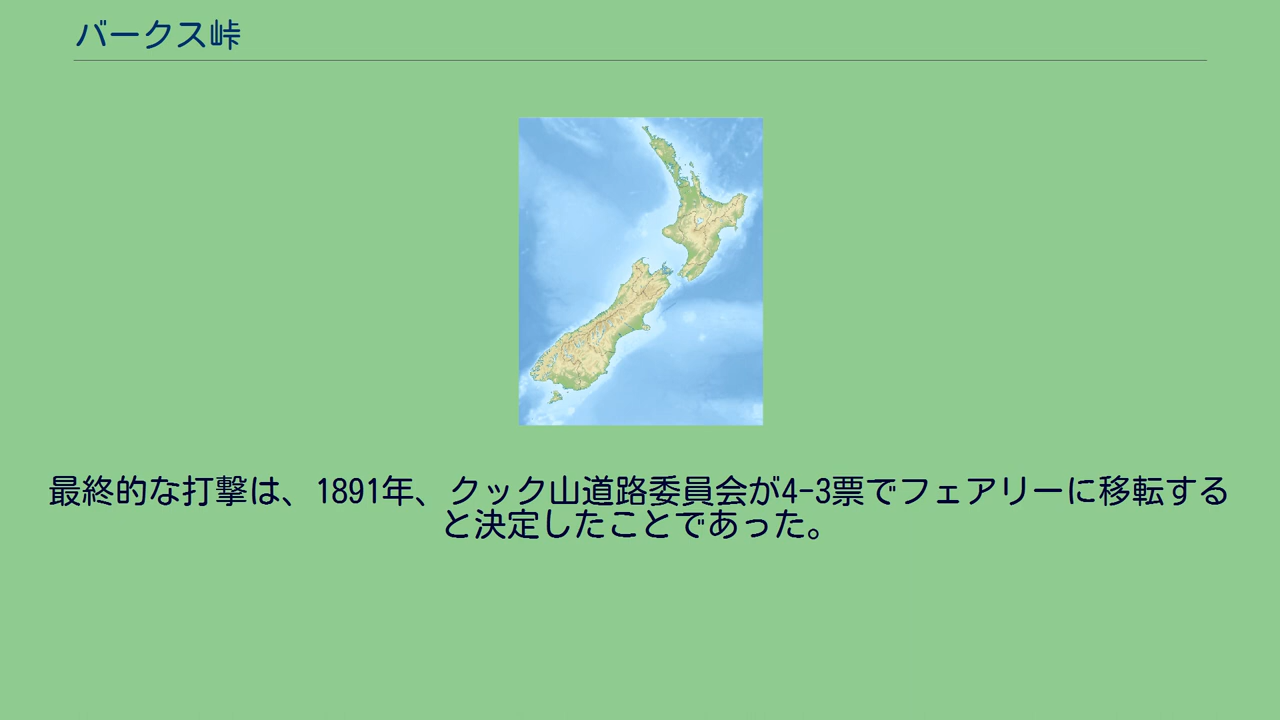 バークス峠
最終的な打撃は、1891年、クック山道路委員会が4-3票でフェアリーに移転する
と決定したことであった。